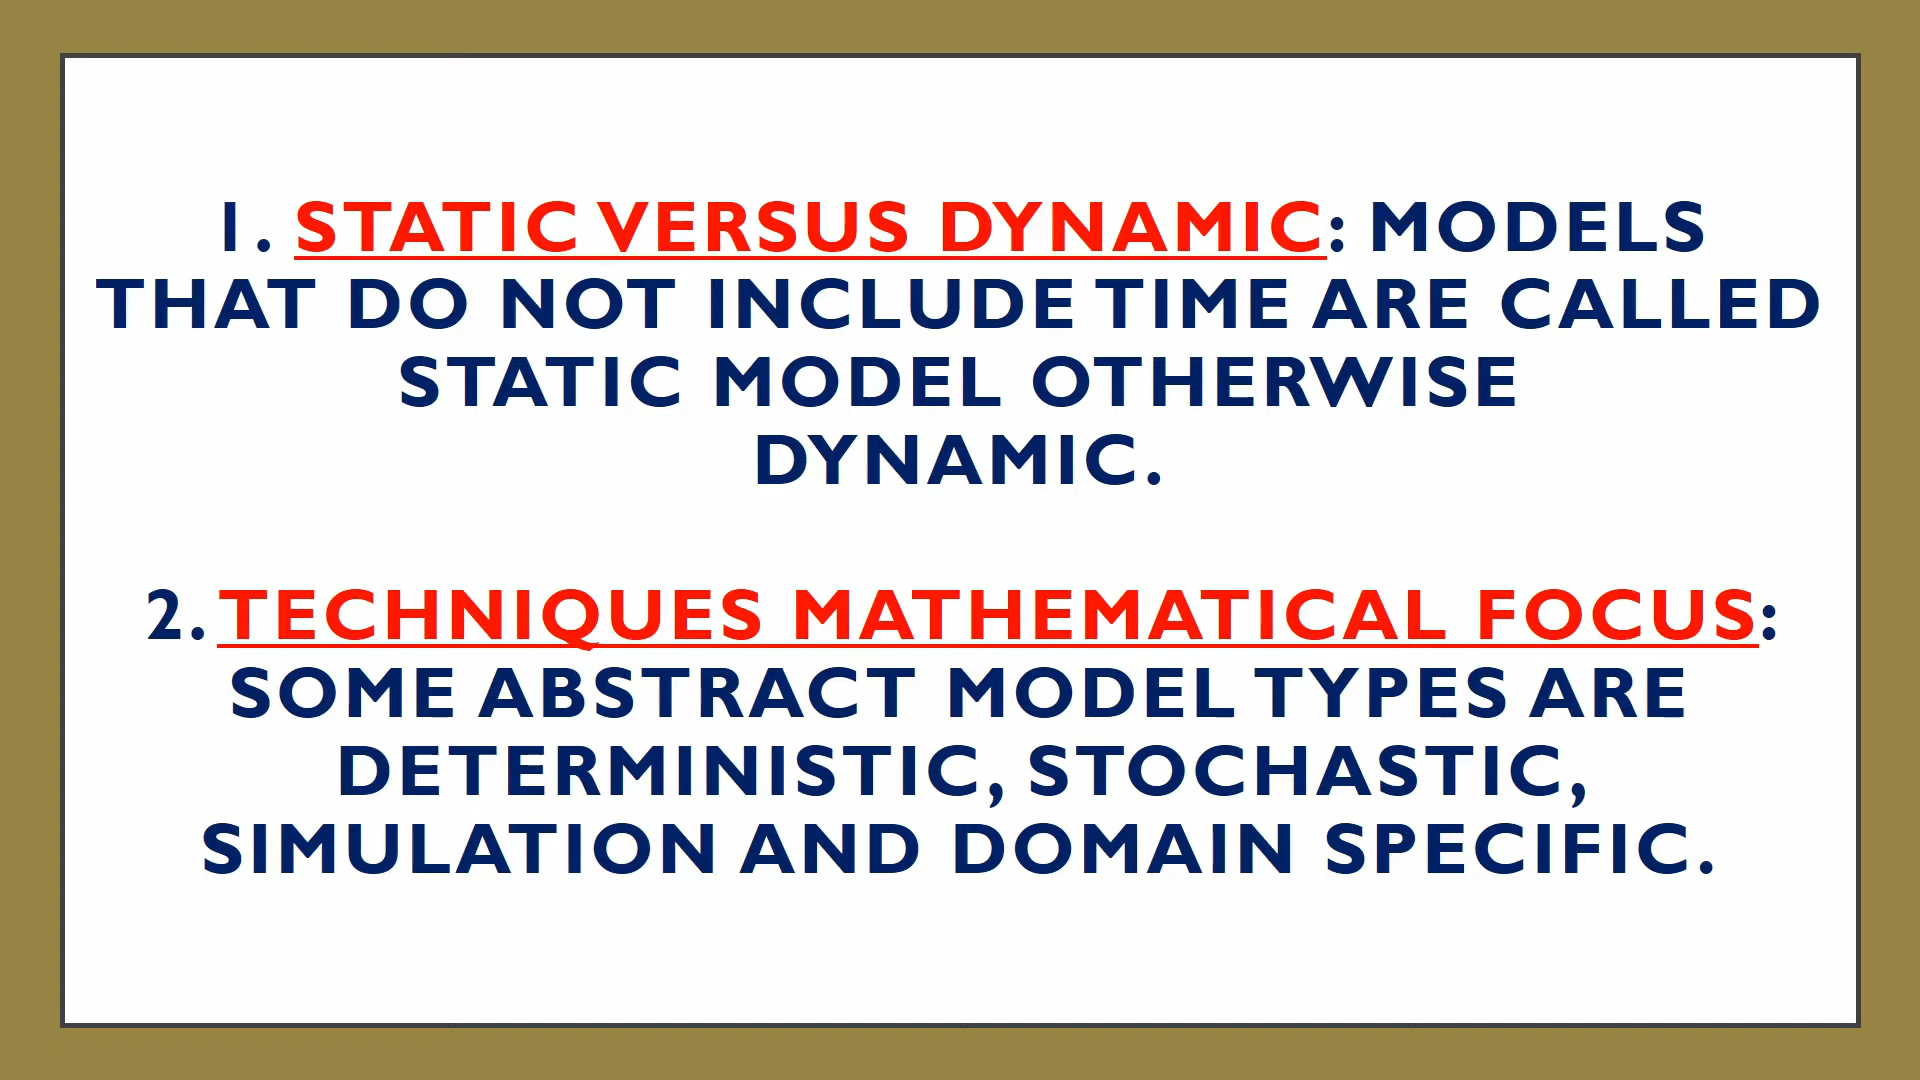 1. STATIC VERSUS DYNAMIC: MODELS
THAT DO NOT INCLUDE TIME ARE CALLED
STATIC MODEL OTHERWISE
DYNAMIC.
2. TECHNIQUES MATHEMATICAL FOCUS:
SOME ABSTRACT MODEL TYPES ARE
DETERMINISTIC, STOCHASTIC,
SIMULATION AND DOMAIN SPECIFIC.